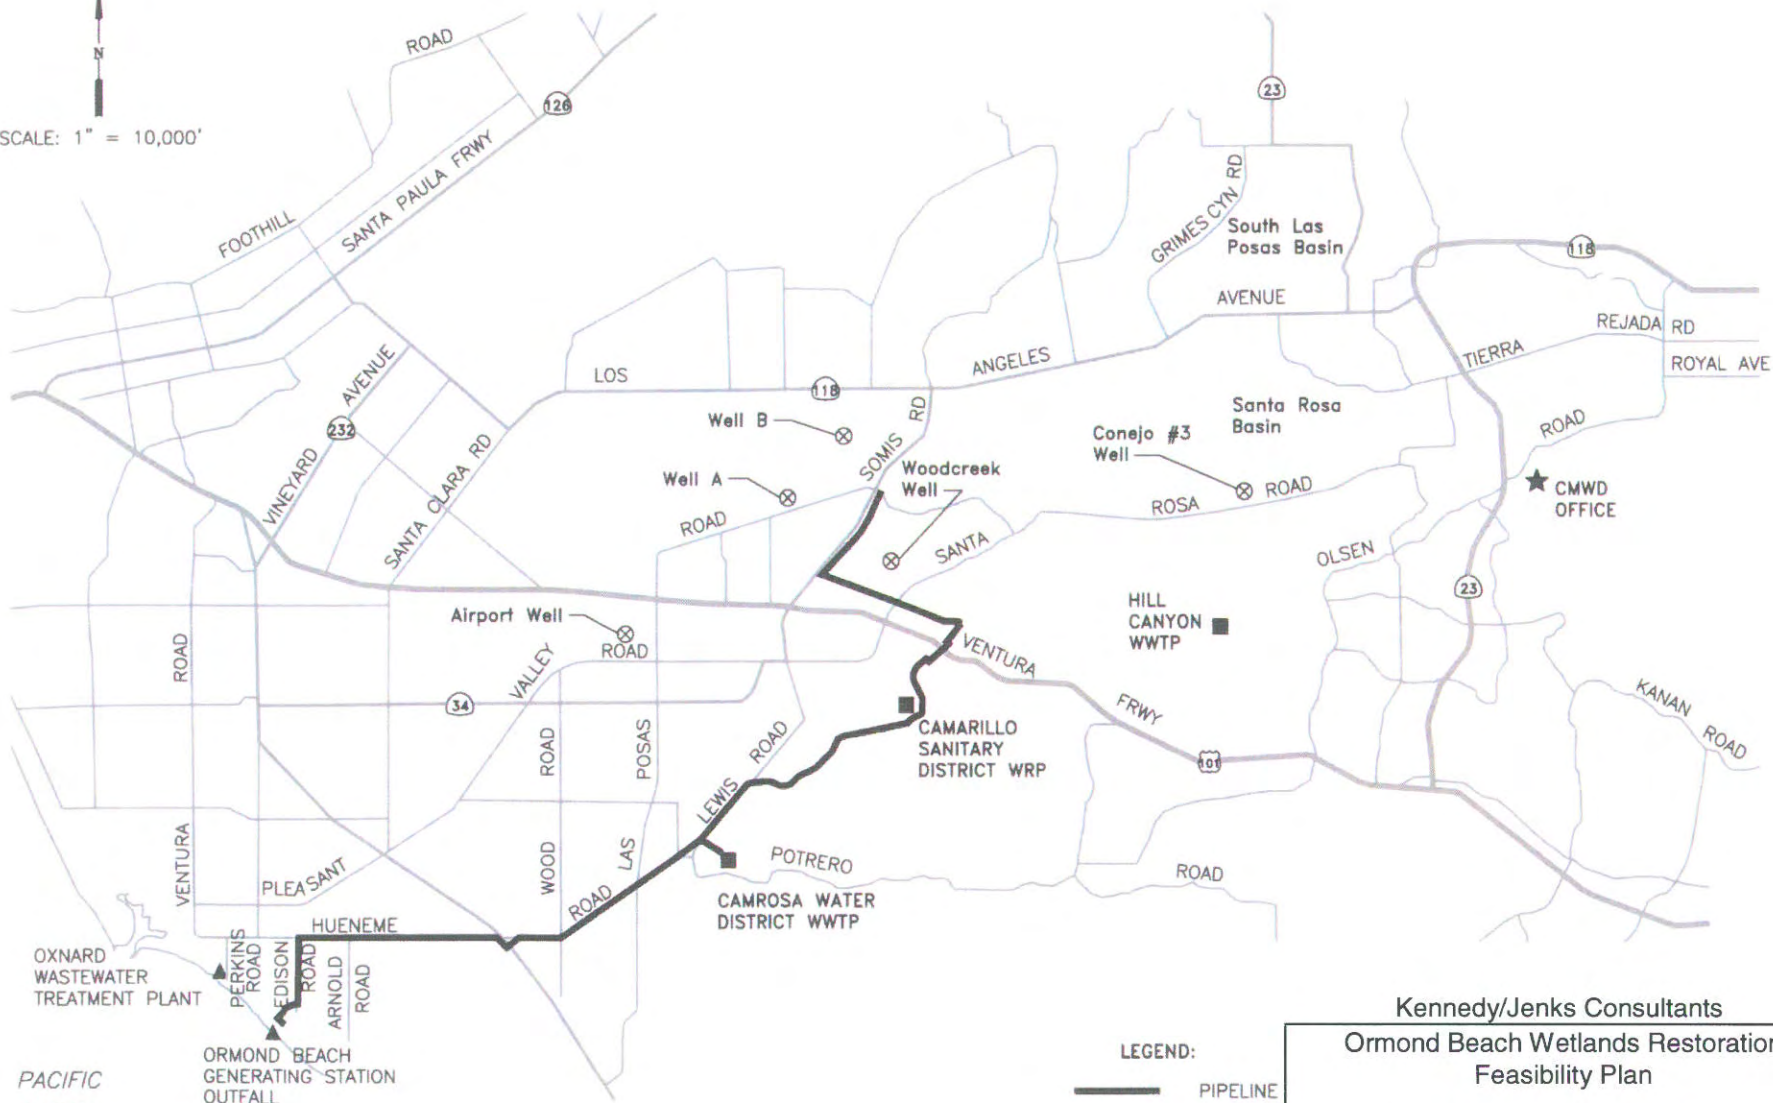 N
SCALE: 1" = 10,000'
ROAD
126
SANTA PAULA FRWY
FOOTHILL
23
GRIMES CYN RD
South Las
Posas Basin
118
AVENUE
REJADA RD
TIERRA
ROYAL AVE
ANGELES
LOS
118
AVENUE
232
VINEYARD
SANTA CLARA RD
Well B
SOMIS RD
Well A
Woodcreek
Well
Santa Rosa
Basin
Conejo #3
Well
ROAD
ROSA
SANTA
ROAD
ROAD
CMWD
OFFICE
OLSEN
23
Airport Well
HILL
CANYON
WWTP
ROAD
VALLEY
ROAD
34
VENTURA
FRWY
101
KANAN
ROAD
CAMARILLO
SANITARY
DISTRICT WRP
ROAD
POSAS
ROAD
LEWIS
VENTURA
WOOD
LAS
PLEASANT
ROAD
POTRERO
ROAD
CAMROSA WATER
DISTRICT WWTP
HUENEME
OXNARD
WASTEWATER
TREATMENT PLANT
PERKINS
ROAD
EDISON
ROAD
ARNOLD
ROAD
ORMOND BEACH
GENERATING STATION
OUTFALL
PACIFIC
LEGEND:
PIPELINE
Kennedy/Jenks Consultants
Ormond Beach Wetlands Restoration
Feasibility Plan